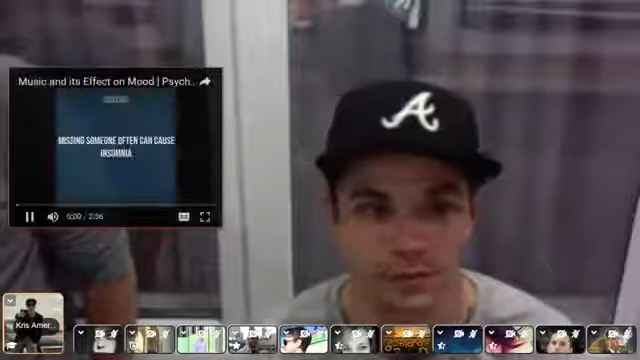 Music and its Effect on Mood | Psych...
MISSING SOMEONE OFTEN CAN CAUSE
INSOMNIA
0:00 / 2:56
A
Kris Amer...